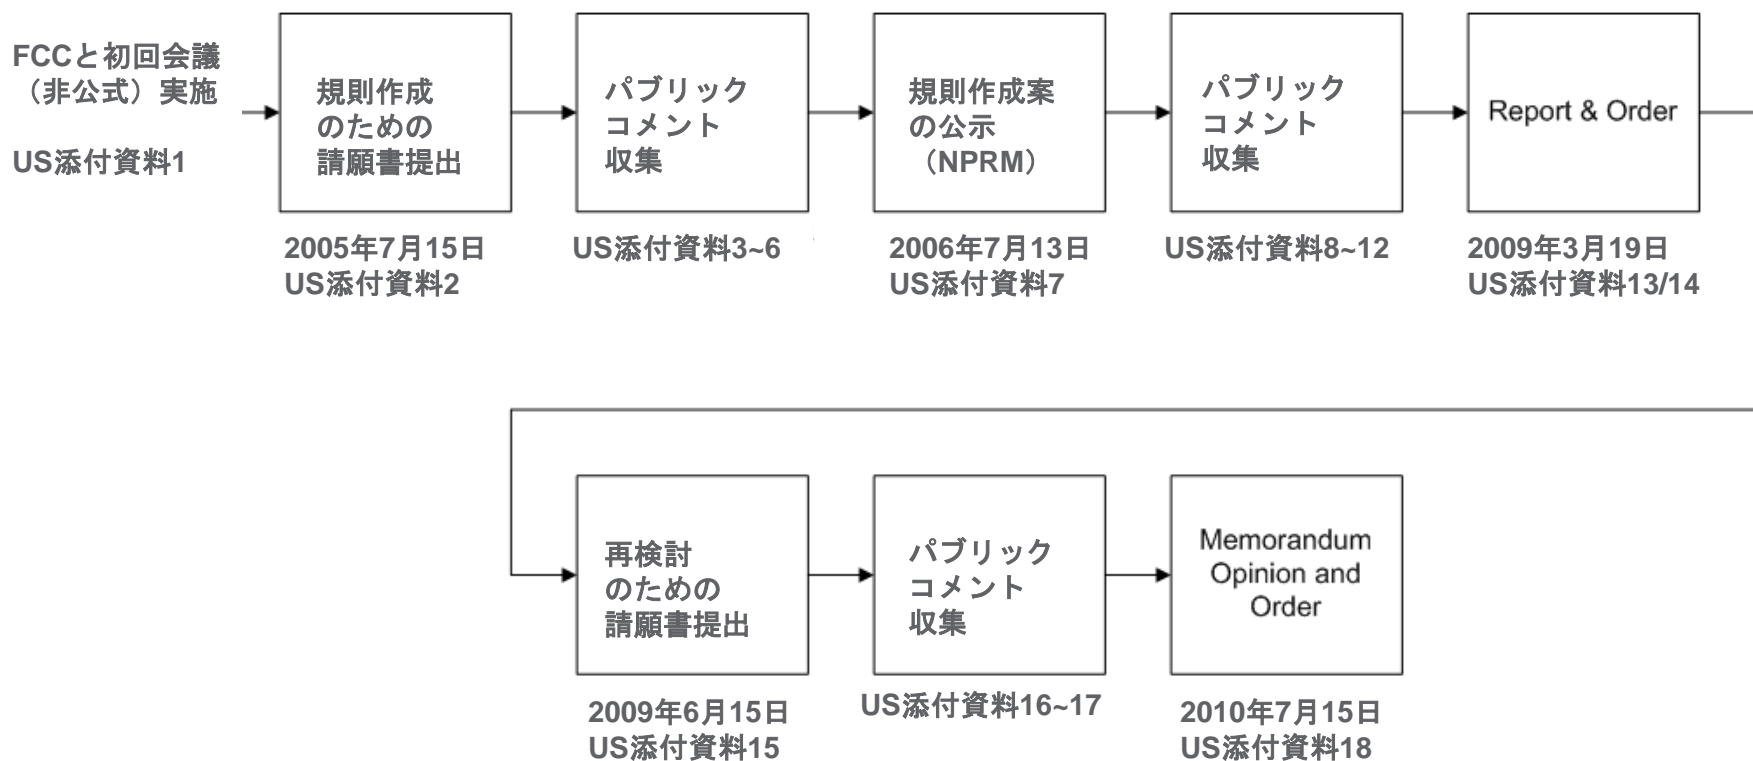 FCCと初回会議
（非公式）実施
US添付資料1
規則作成
のための
請願書提出
2005年7月15日
US添付資料2
パブリック
コメント
収集
US添付資料3~6
規則作成案
の公示
（NPRM）
2006年7月13日
US添付資料7
パブリック
コメント
収集
US添付資料8~12
Report & Order
2009年3月19日
US添付資料13/14
再検討
のための
請願書提出
2009年6月15日
US添付資料15
パブリック
コメント
収集
US添付資料16~17
Memorandum
Opinion and
Order
2010年7月15日
US添付資料18